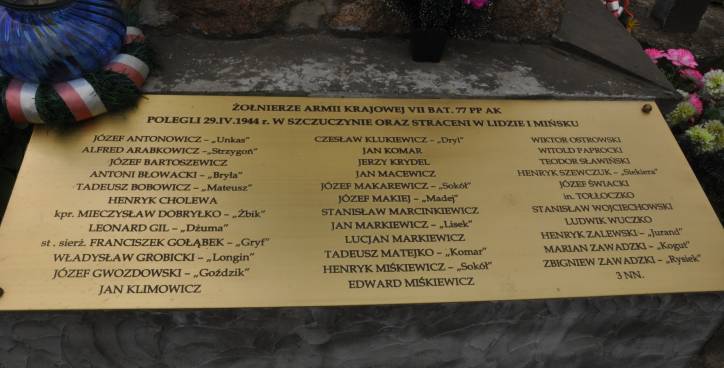 ŻOŁNIERZE ARMII KRAJOWEJ VII BAT. 77 PP AK
POLEGLI 29.IV.1944 r. W SZCZUCZYNIE ORAZ STRACENI W LIDZIE I MIŃSKU
JÓZEF ANTONOWICZ – „Unkas”
ALFRED ARABKOWICZ – „Strzygoń”
JÓZEF BARTOSZEWICZ
ANTONI BŁOWACKI – „Bryła”
TADEUSZ BOBOWICZ – „Mateusz”
HENRYK CHOLEWA
kpr. MIECZYSŁAW DOBRYŁKO – „Żbik”
LEONARD GIL – „Dżuma”
st. sierż. FRANCISZEK GOŁĄBEK – „Gryf”
WŁADYSŁAW GROBICKI – „Longin”
JÓZEF GWOZDOWSKI – „Goździk”
JAN KLIMOWICZ
CZESŁAW KLUKIEWICZ – „Dryl”
JAN KOMAR
JERZY KRYDEL
JAN MACEWICZ
JÓZEF MAKAREWICZ – „Sokół”
JÓZEF MAKIEJ – „Madej”
STANISŁAW MARCINKIEWICZ
JAN MARKIEWICZ – „Lisek”
LUCJAN MARKIEWICZ
TADEUSZ MATEJKO – „Komar”
HENRYK MIŚKIEWICZ – „Sokół”
EDWARD MIŚKIEWICZ
WIKTOR OSTROWSKI
WITOLD PAPROCKI
TEODOR SŁAWIŃSKI
HENRYK SZEWCZUK – „Siekiera”
JÓZEF ŚWIACKI
in. TOŁŁOCZKO
STANISŁAW WOJCIECHOWSKI
LUDWIK WUCZKO
HENRYK ZALEWSKI – „Jurand”
MARIAN ZAWADZKI – „Kogut”
ZBIGNIEW ZAWADZKI – „Rysiek”
3 NN.